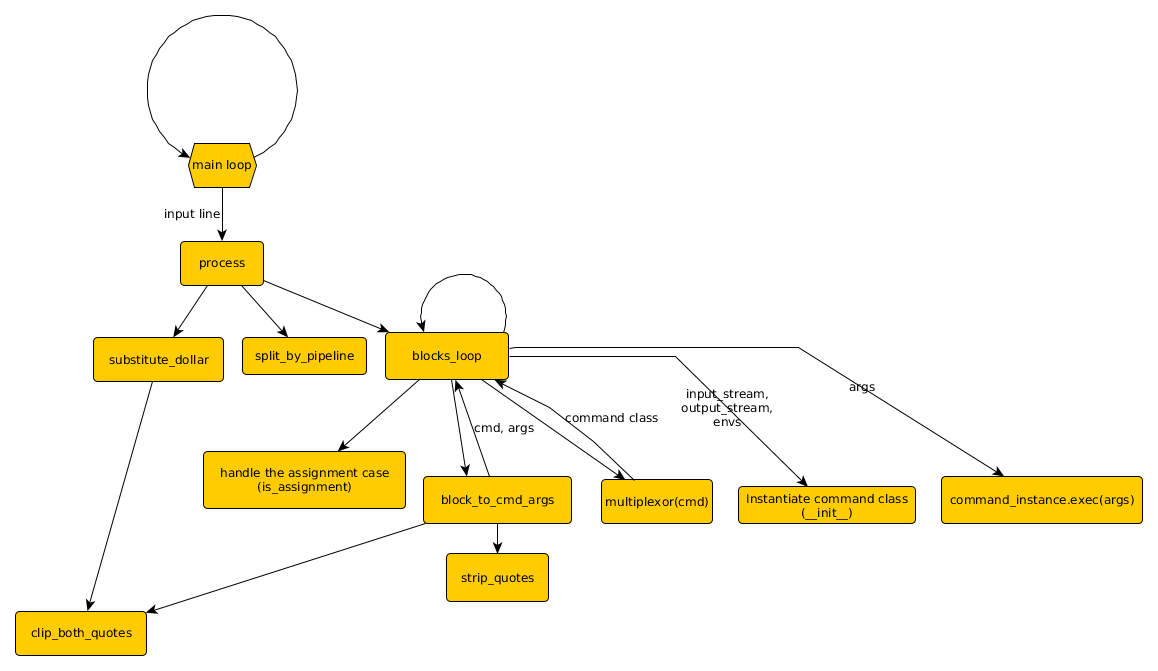 main loop
input line
process
substitute_dollar
split_by_pipeline
blocks_loop
input_stream,
output_stream,
envs
args
command class
cmd, args
handle the assignment case
(is_assignment)
block_to_cmd_args
multiplexor(cmd)
Instantiate command class
(__init__)
command_instance.exec(args)
strip_quotes
clip_both_quotes